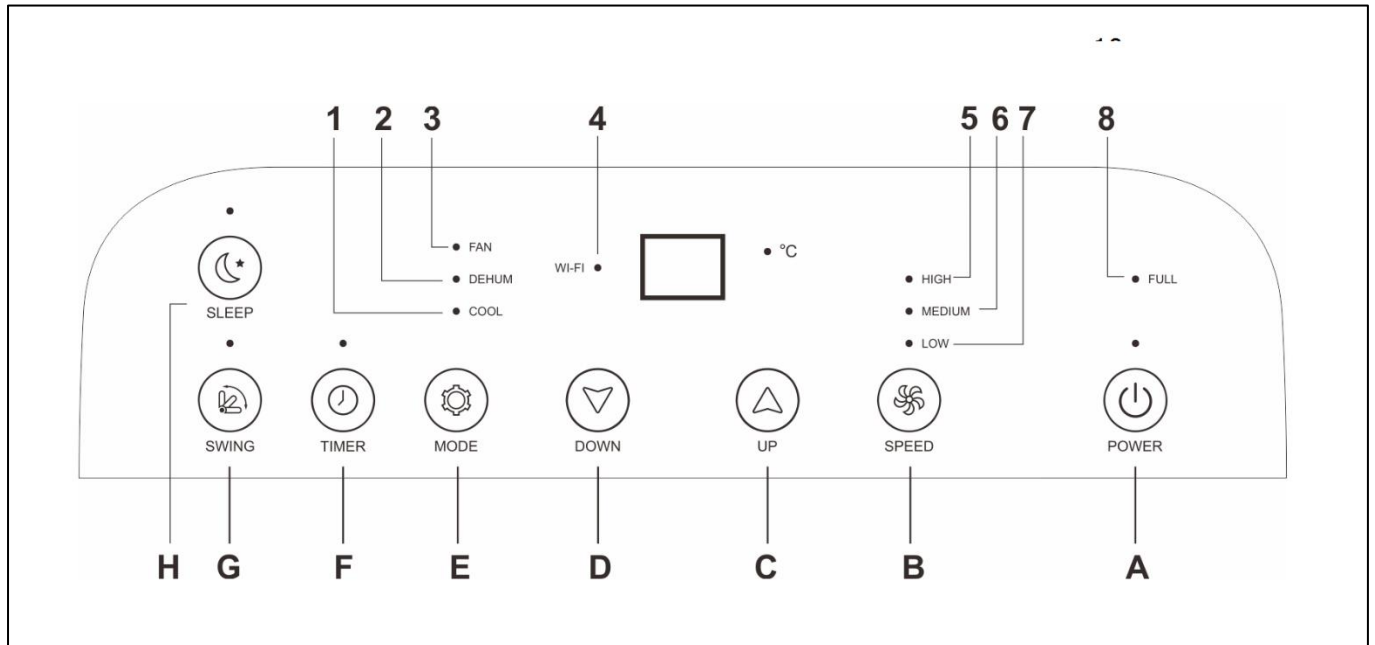 1 2 3 4 5 6 7 8
FAN
WI-FI °C
DEHUM HIGH FULL
SLEEP COOL MEDIUM
LOW
SWING TIMER MODE DOWN UP SPEED POWER
H G F E D C B A